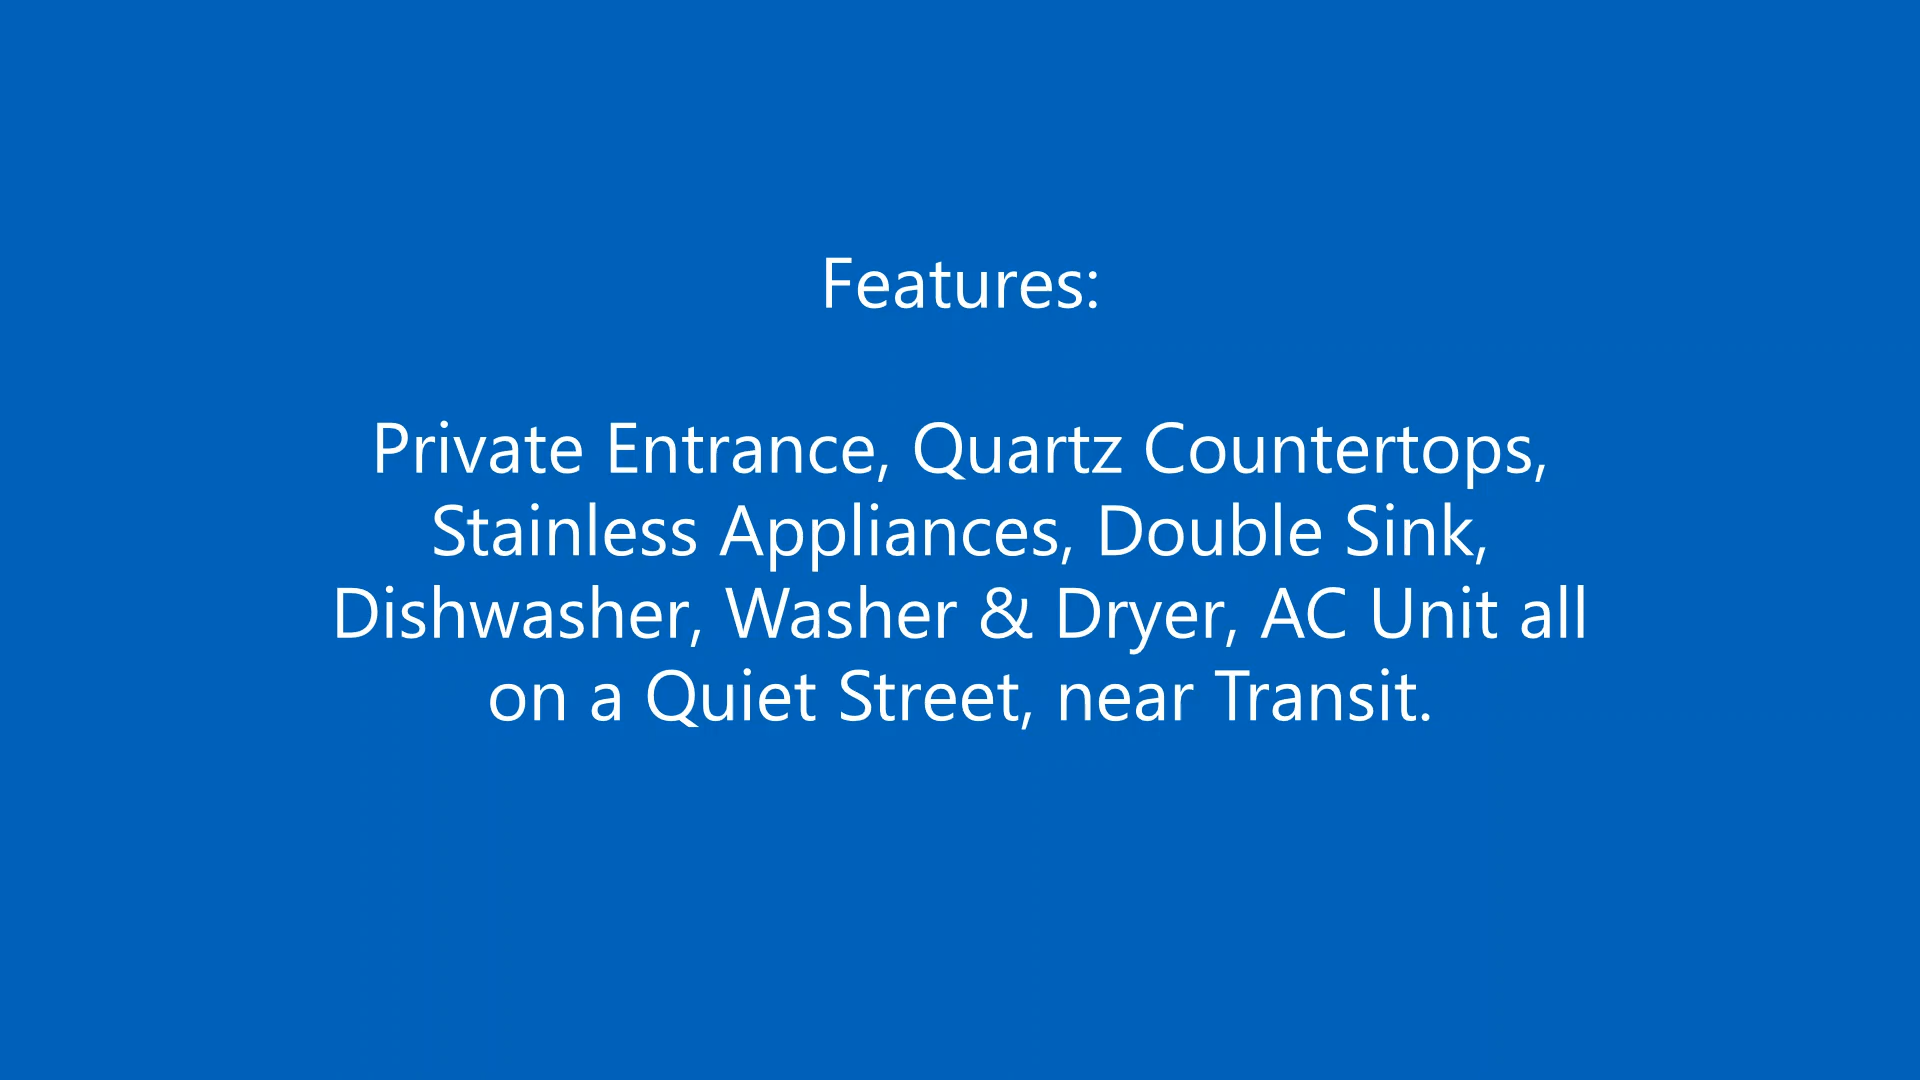 Features:
Private Entrance, Quartz Countertops,
Stainless Appliances, Double Sink,
Dishwasher, Washer & Dryer, AC Unit all
on a Quiet Street, near Transit.